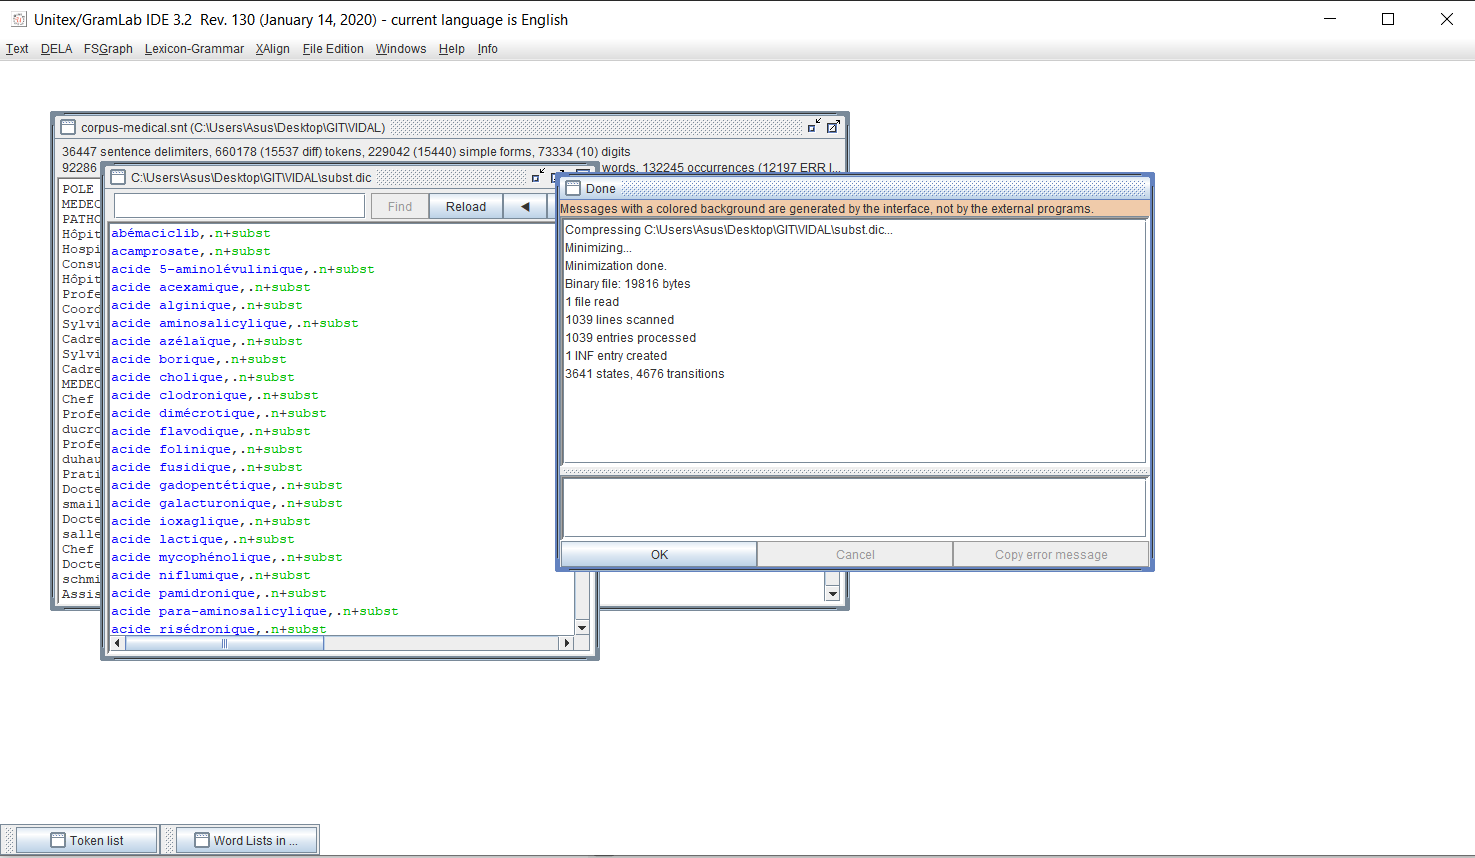 Unitex/GramLab IDE 3.2  Rev. 130 (January 14, 2020) - current language is English
Text DELA FSGraph Lexicon-Grammar XAlign File Edition Windows Help Info
corpus-medical.snt (C:\Users\Asus\Desktop\GIT\VIDAL)
36447 sentence delimiters, 660178 (15537 diff) tokens, 229042 (15440) simple forms, 73334 (10) digits
92286
words, 132245 occurrences (12197 ERR l...
POLE
MEDEC
PATHO
Hôpit
Hospi
Consu
Hôpit
Profe
Coord
Sylvi
Cadre
Sylvi
Cadre
MEDEC
Chef
Profe
ducro
Profe
duhau
Prati
Docte
smail
Docte
salle
Chef
Docte
schmi
Assis
C:\Users\Asus\Desktop\GIT\VIDAL\subst.dic
Find Reload
abémaciclib,.n+subst
acamprosate,.n+subst
acide 5-aminolévulinique,.n+subst
acide acexamique,.n+subst
acide alginique,.n+subst
acide aminosalicylique,.n+subst
acide azélaïque,.n+subst
acide borique,.n+subst
acide cholique,.n+subst
acide clodronique,.n+subst
acide dimécrotique,.n+subst
acide flavodique,.n+subst
acide folinique,.n+subst
acide fusidique,.n+subst
acide gadopentétique,.n+subst
acide galacturonique,.n+subst
acide ioxaglique,.n+subst
acide lactique,.n+subst
acide mycophénolique,.n+subst
acide niflumique,.n+subst
acide pamidronique,.n+subst
acide para-aminosalicylique,.n+subst
acide risédronique,.n+subst
Done
Messages with a colored background are generated by the interface, not by the external programs.
Compressing C:\Users\Asus\Desktop\GIT\VIDAL\subst.dic...
Minimizing...
Minimization done.
Binary file: 19816 bytes
1 file read
1039 lines scanned
1039 entries processed
1 INF entry created
3641 states, 4676 transitions
OK Cancel Copy error message
Token list Word Lists in ...